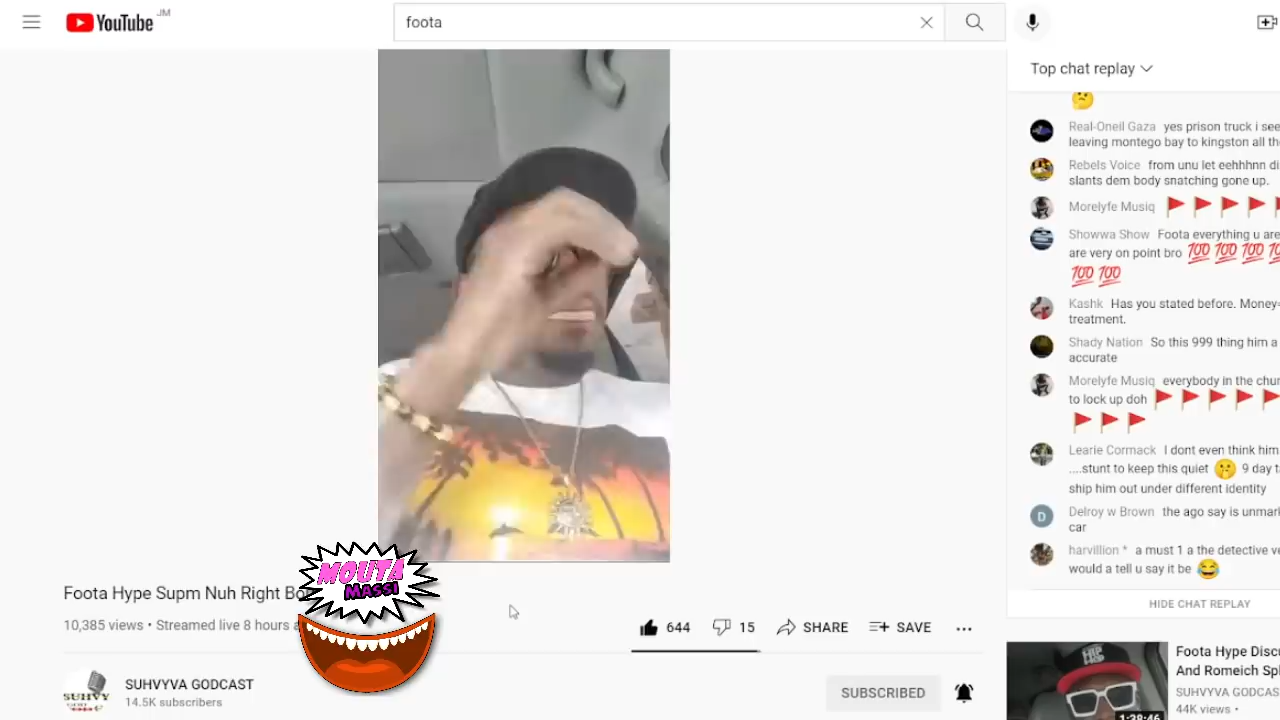 YouTube JM
foota
Top chat replay
Real-Oneil Gaza yes prison truck i see
leaving montego bay to kingston all th
Rebels Voice from unu let eehhhnn di
slants dem body snatching gone up.
Morelyfe Musiq
Showwa Show Foota everything u are
are very on point bro 💯 💯 💯 💯
💯 💯
Kashk Has you stated before. Money=
treatment.
Shady Nation So this 999 thing him a
accurate
Morelyfe Musiq everybody in the chur
to lock up doh
Learie Cormack I dont even think him
....stunt to keep this quiet 🤫 9 day t
ship him out under different identity
D
Delroy w Brown the ago say is unmar
car
harvillion * a must 1 a the detective v
would a tell u say it be 😂
HIDE CHAT REPLAY
MOUTA
MASSI
Foota Hype Supm Nuh Right Bo
10,385 views • Streamed live 8 hours a
644
15
SHARE
SAVE
SUHVY
SUHVYVA GODCAST
14.5K subscribers
SUBSCRIBED
HIP
HOP
1:38:46
Foota Hype Disc
And Romeich Spl
SUHVYVA GODCAS
44K views •